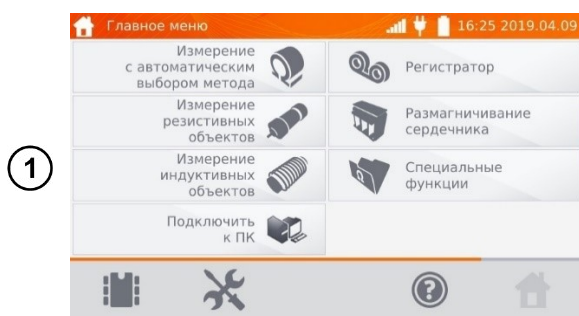 Главное меню
16:25 2019.04.09
Измерение
с автоматическим
выбором метода
Регистратор
Измерение
резистивных
объектов
Размагничивание
сердечника
1
Измерение
индуктивных
объектов
Специальные
функции
Подключить
к ПК
?